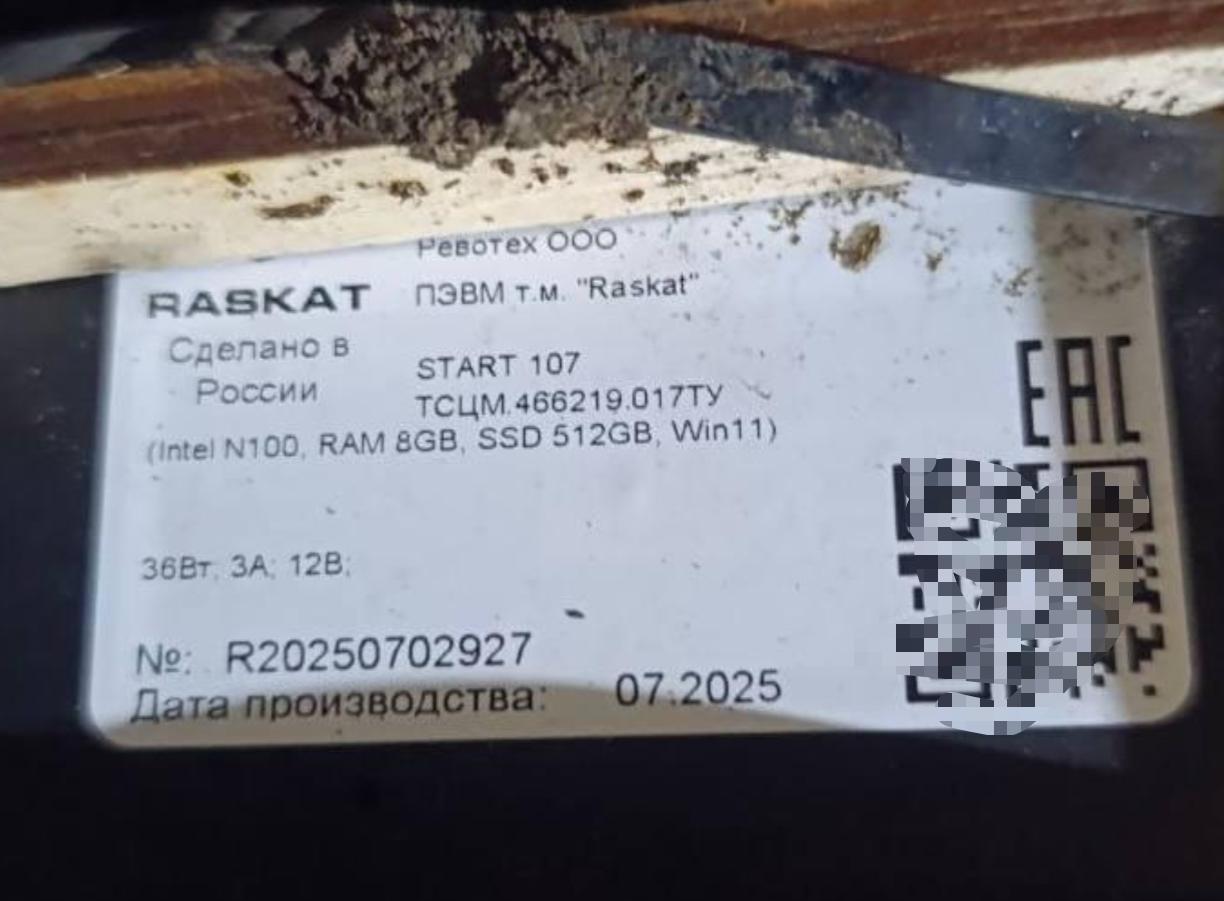 Ревотех ООО
RASKAT
ПЭВМ т.м. "Raskat"
Сделано в
России
START 107
ТСЦМ.466219.017ТУ
(Intel N100, RAM 8GB, SSD 512GB, Win11)
EAC
36Вт; 3А; 12В;
№: R20250702927
Дата производства: 07.2025